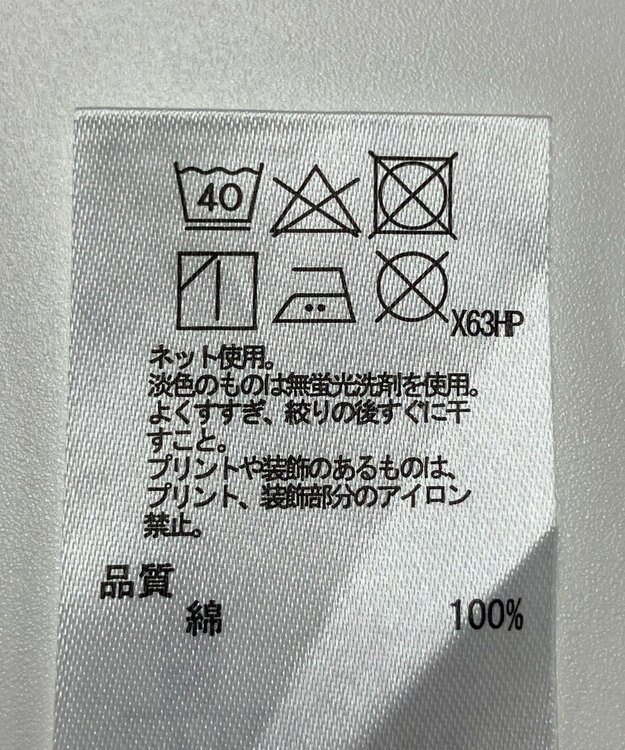 40
X63HP
ネット使用。
淡色のものは無蛍光洗剤を使用。
よくすすぎ、絞りの後すぐに干
すこと。
プリントや装飾のあるものは、
プリント、装飾部分のアイロン
禁止。
品質
綿 100%